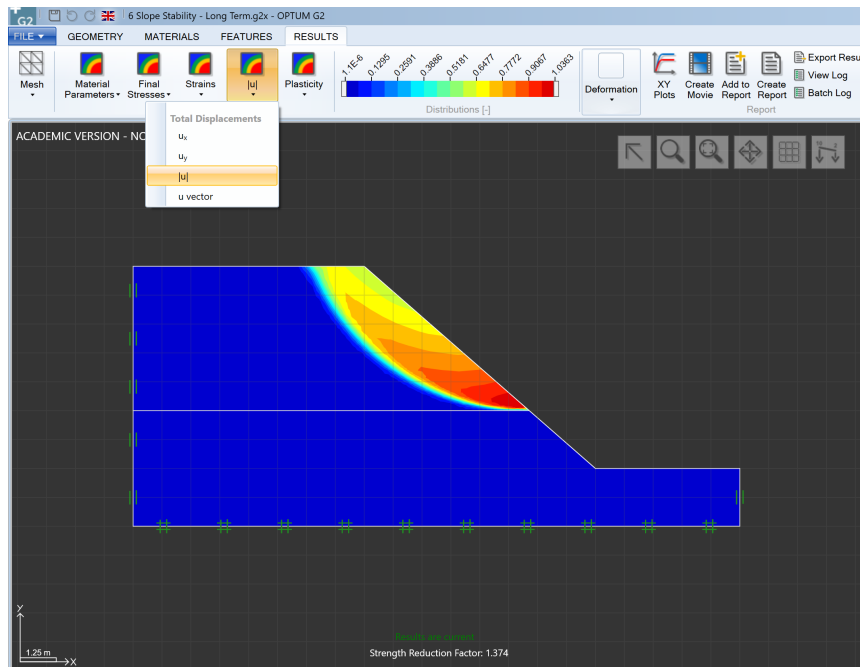 G2
6 Slope Stability - Long Term.g2x - OPTUM G2
FILE GEOMETRY MATERIALS FEATURES RESULTS
Mesh
Material
Parameters
Final
Stresses
Strains
|u|
Plasticity
1.1E-6 0.1295 0.2591 0.3886 0.5181 0.6477 0.7772 0.9067 1.0363
Distributions [-]
Deformation
XY
Plots
Create
Movie
Add to
Report
Create
Report
Export Resu
View Log
Batch Log
Report
Total Displacements
ux
uy
|u|
u vector
ACADEMIC VERSION - NO
Y
1.25 m
X
Results are current
Strength Reduction Factor: 1.374